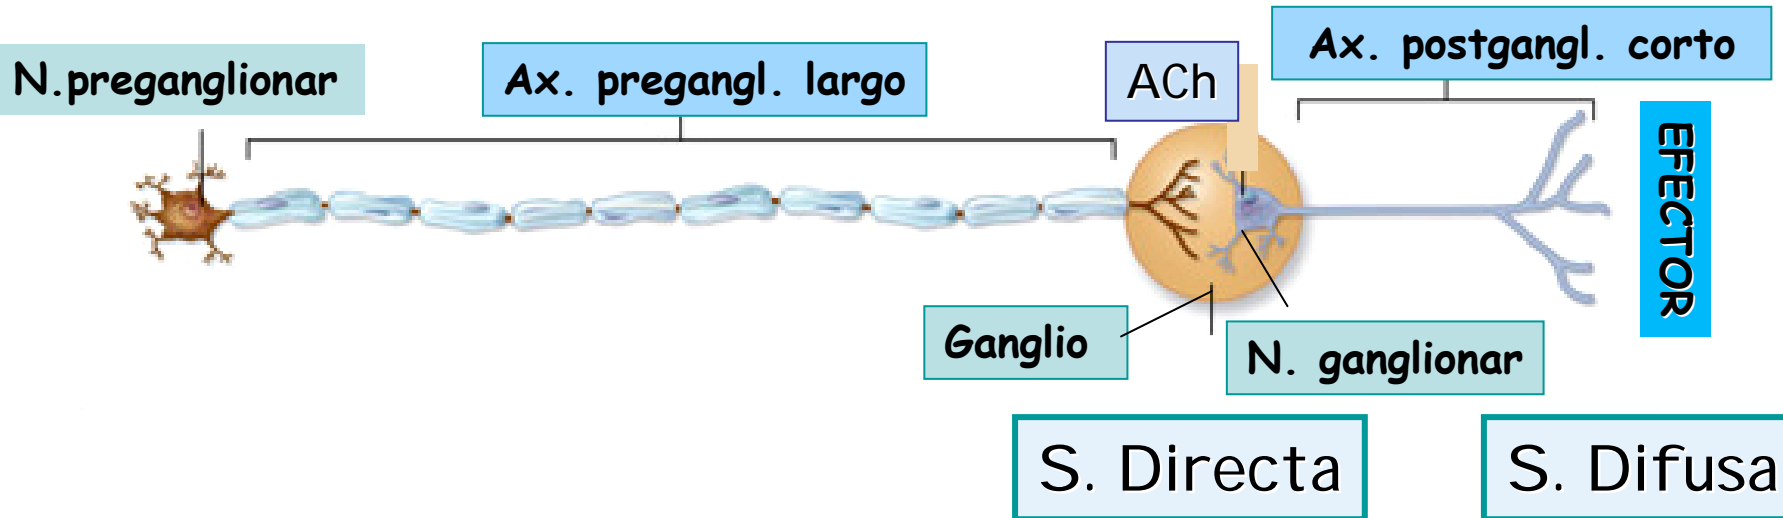 N.preganglionar
Ax. pregangl. largo
ACh
Ax. postgangl. corto
EFECTOR
Ganglio
N. ganglionar
S. Directa
S. Difusa